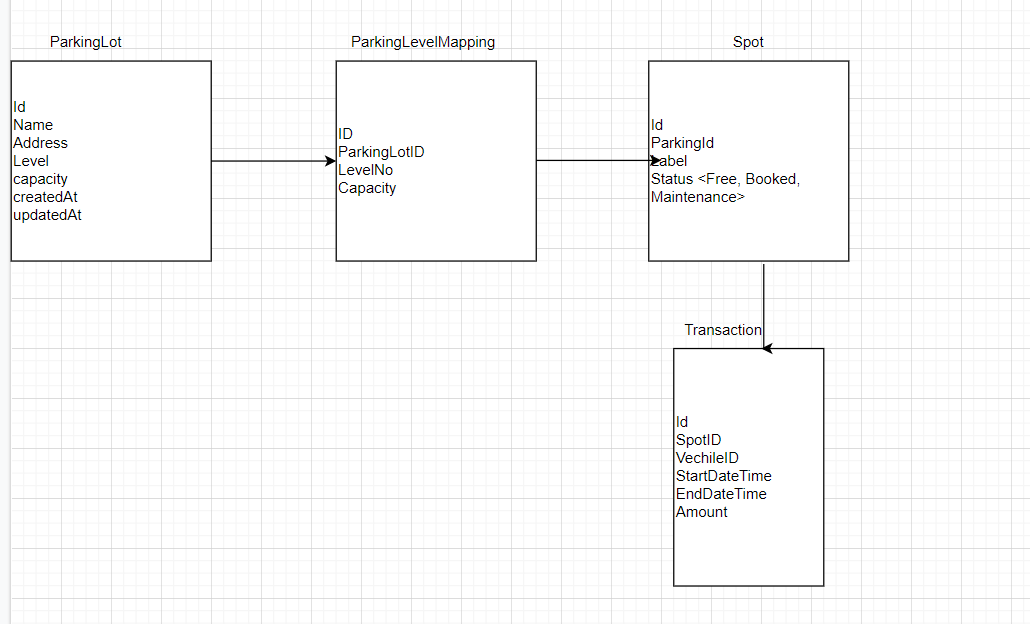 ParkingLot
Id
Name
Address
Level
capacity
createdAt
updatedAt
ParkingLevelMapping
ID
ParkingLotID
LevelNo
Capacity
Spot
Id
ParkingId
Label
Status <Free, Booked,
Maintenance>
Transaction
Id
SpotID
VechileID
StartDateTime
EndDateTime
Amount